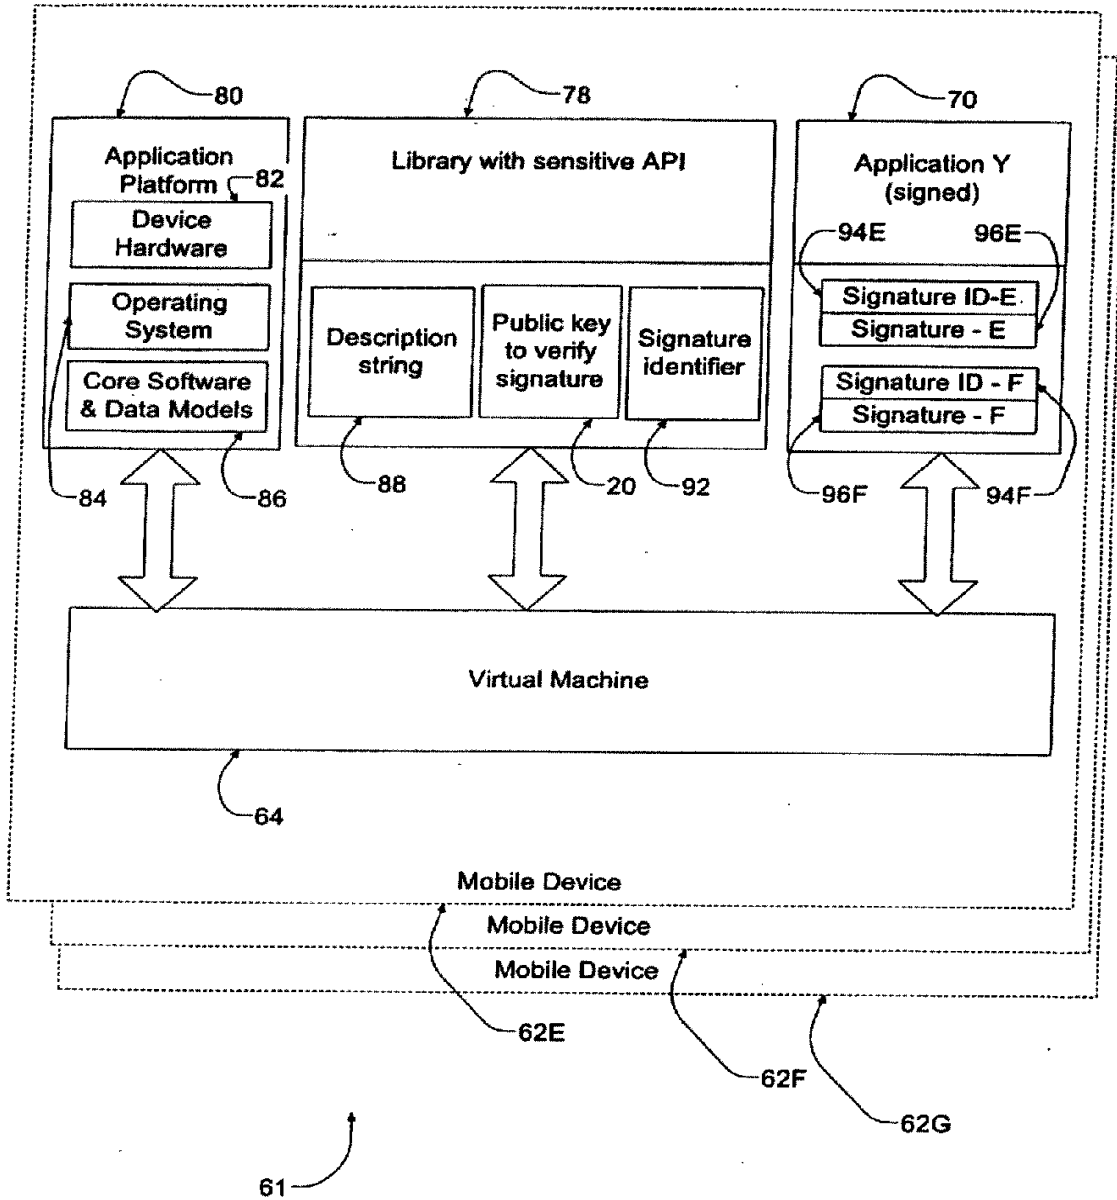 80
78
70
Application
Platform
82
Device
Hardware
Operating
System
Core Software
& Data Models
84
86
Library with sensitive API
Description
string
Public key
to verify
signature
Signature
identifier
88
20
92
Application Y
(signed)
94E
96E
Signature ID-E
Signature - E
Signature ID - F
Signature - F
96F
94F
Virtual Machine
64
Mobile Device
Mobile Device
Mobile Device
62E
62F
62G
61